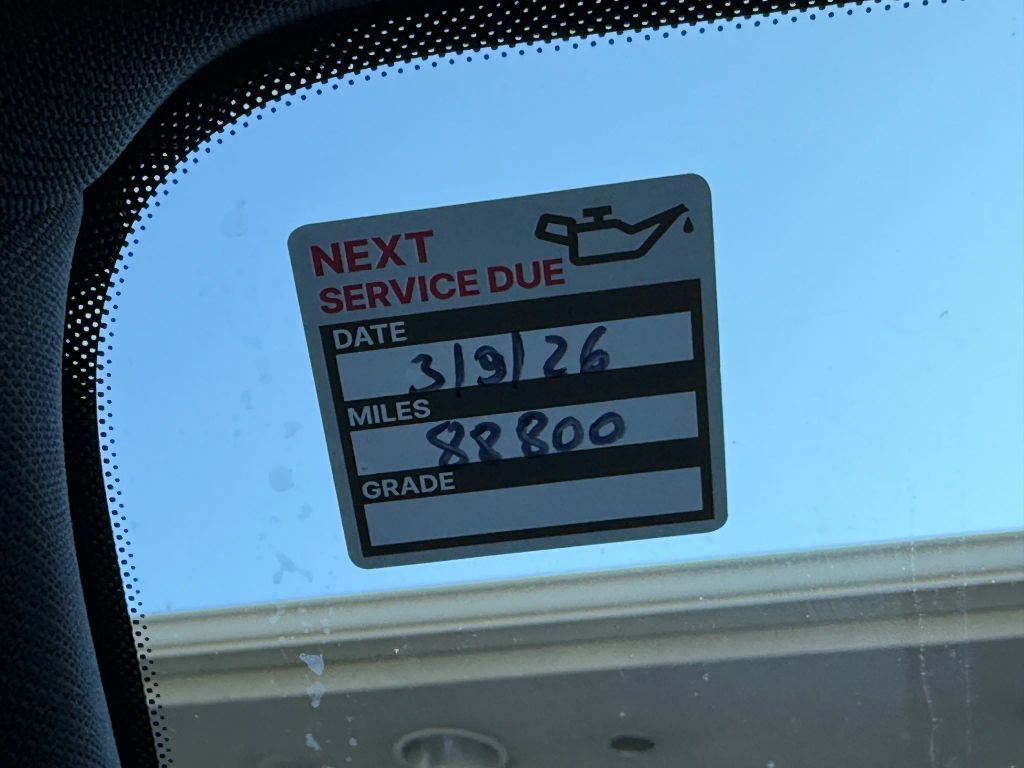 NEXT
SERVICE DUE
DATE
3/9/26
MILES
88800
GRADE